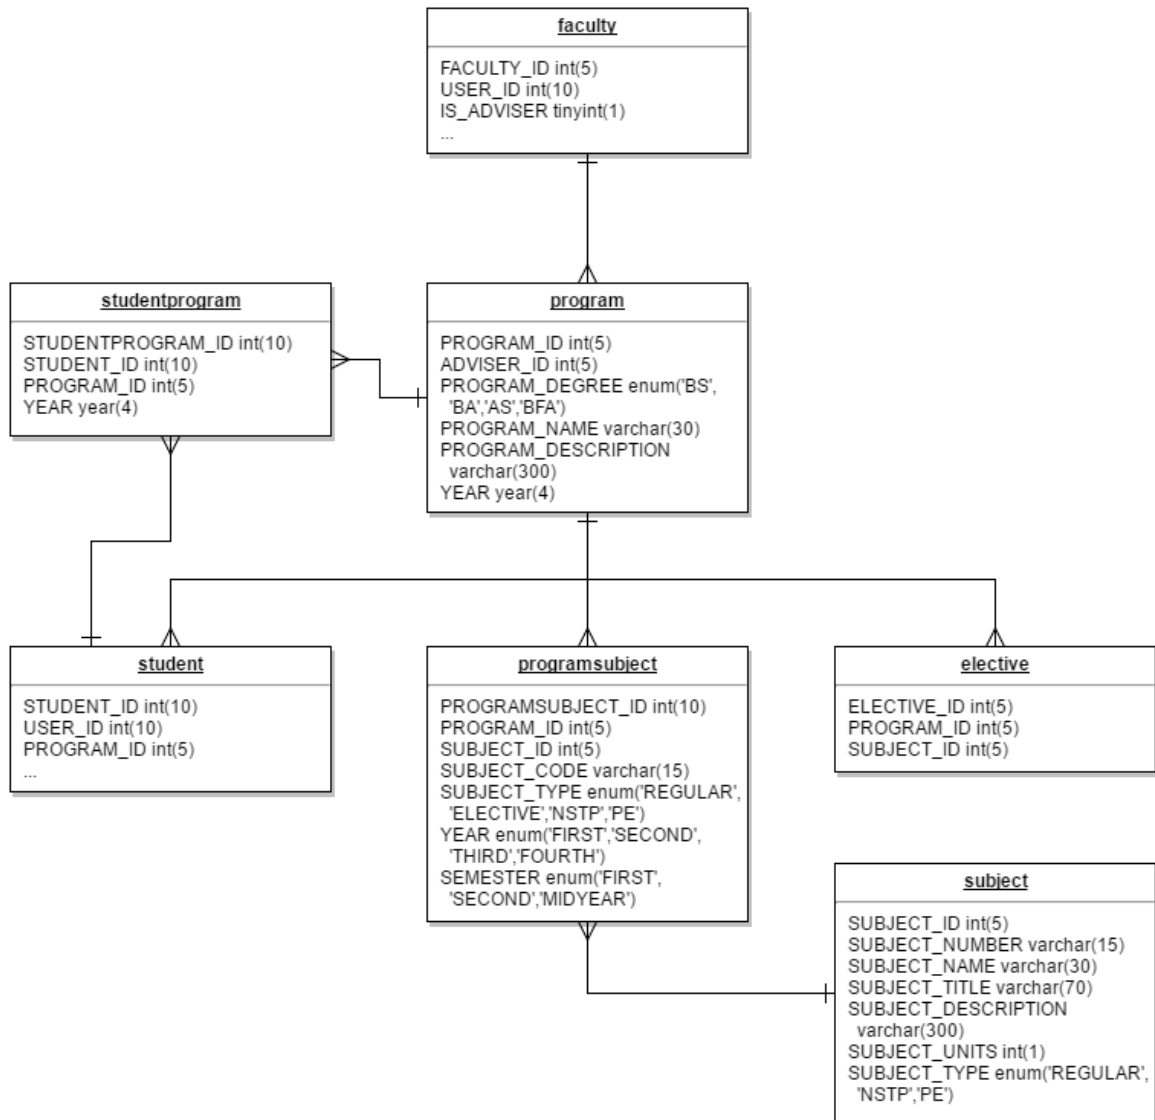 faculty
FACULTY_ID int(5)
USER_ID int(10)
IS_ADVISER tinyint(1)
...
studentprogram
STUDENTPROGRAM_ID int(10)
STUDENT_ID int(10)
PROGRAM_ID int(5)
YEAR year(4)
program
PROGRAM_ID int(5)
ADVISER_ID int(5)
PROGRAM_DEGREE enum('BS',
'BA','AS','BFA')
PROGRAM_NAME varchar(30)
PROGRAM_DESCRIPTION
varchar(300)
YEAR year(4)
student
STUDENT_ID int(10)
USER_ID int(10)
PROGRAM_ID int(5)
...
programsubject
PROGRAMSUBJECT_ID int(10)
PROGRAM_ID int(5)
SUBJECT_ID int(5)
SUBJECT_CODE varchar(15)
SUBJECT_TYPE enum('REGULAR',
'ELECTIVE','NSTP','PE')
YEAR enum('FIRST','SECOND',
'THIRD','FOURTH')
SEMESTER enum('FIRST',
'SECOND','MIDYEAR')
elective
ELECTIVE_ID int(5)
PROGRAM_ID int(5)
SUBJECT_ID int(5)
subject
SUBJECT_ID int(5)
SUBJECT_NUMBER varchar(15)
SUBJECT_NAME varchar(30)
SUBJECT_TITLE varchar(70)
SUBJECT_DESCRIPTION
varchar(300)
SUBJECT_UNITS int(1)
SUBJECT_TYPE enum('REGULAR',
'NSTP','PE')